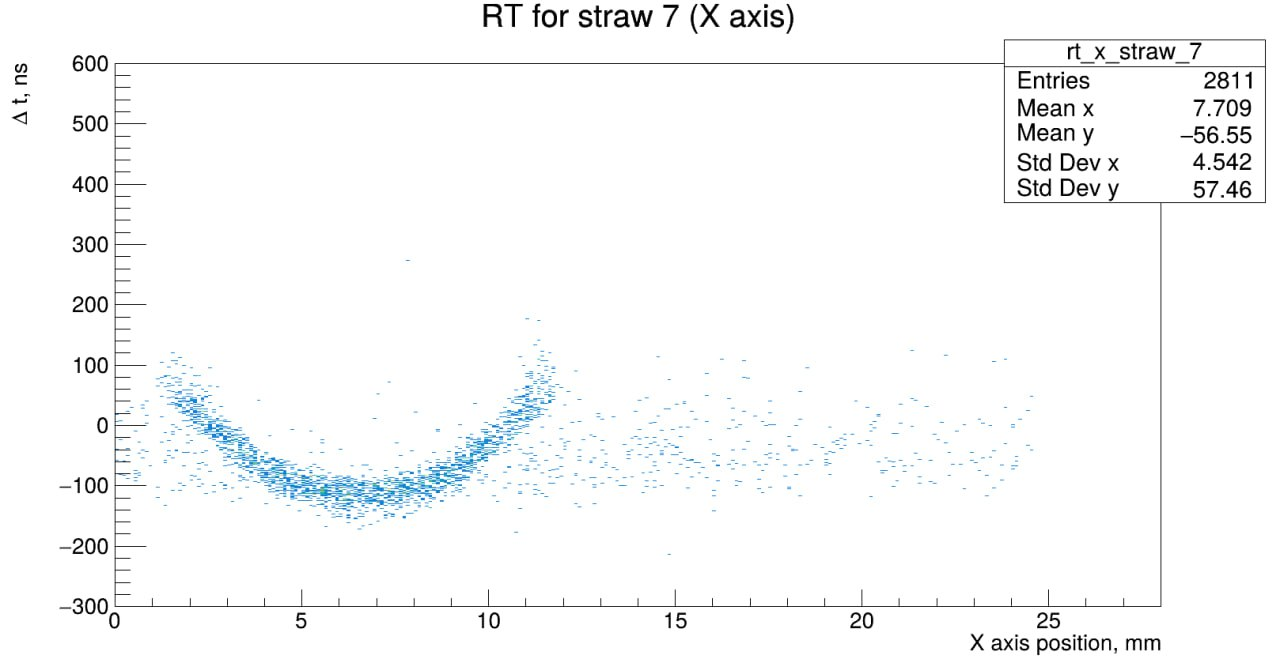 RT for straw 7 (X axis)
rt_x_straw_7
Entries 2811
Mean x 7.709
Mean y −56.55
Std Dev x 4.542
Std Dev y 57.46
Δ t, ns
600
500
400
300
200
100
0
−100
−200
−300
0 5 10 15 20 25
X axis position, mm